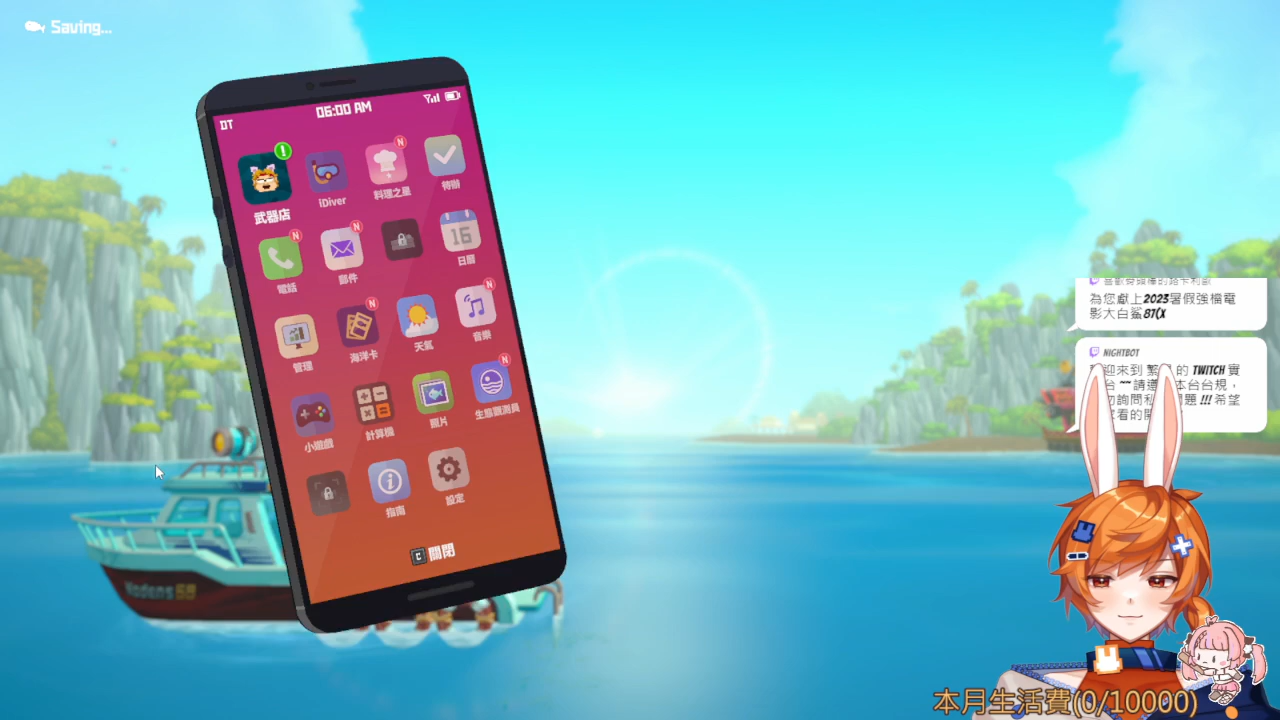 Saving...
DT
06:00 AM
武器店
iDiver
料理之星
待辦
電話
郵件
16
日曆
管理
海洋卡
天氣
音樂
小遊戲
計算機
照片
生態觀測員
指南
設定
C 關閉
為您獻上2023暑假強檔電
影大白鯊87(X
NIGHTBOT
迎來到 的 TWITCH 實
本台台規,
!!! 希望
本月生活費(0/10000)